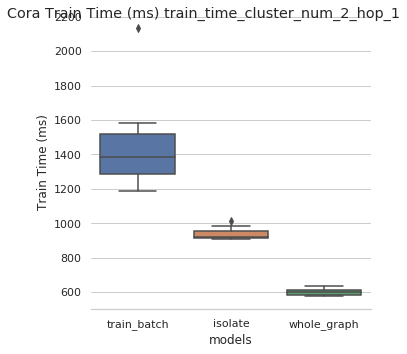 Cora Train Time (ms) train_time_cluster_num_2_hop_1
2200
2000
1800
1600
1400
1200
1000
800
600
Train Time (ms)
train_batch isolate whole_graph
models